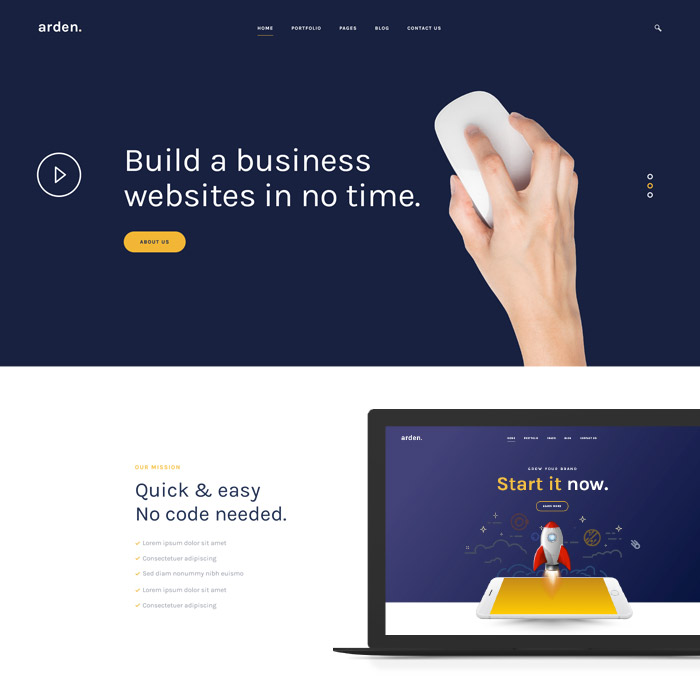 arden.
HOME PORTFOLIO PAGES BLOG CONTACT US
Build a business
websites in no time.
ABOUT US
OUR MISSION
Quick & easy
No code needed.
Lorem ipsum dolor sit amet
Consectetuer adipiscing
Sed diam nonummy nibh euismo
Lorem ipsum dolor sit amet
Consectetuer adipiscing
arden.
HOME PORTFOLIO PAGES BLOG CONTACT US
GROW YOUR BRAND
Start it now.
LEARN MORE